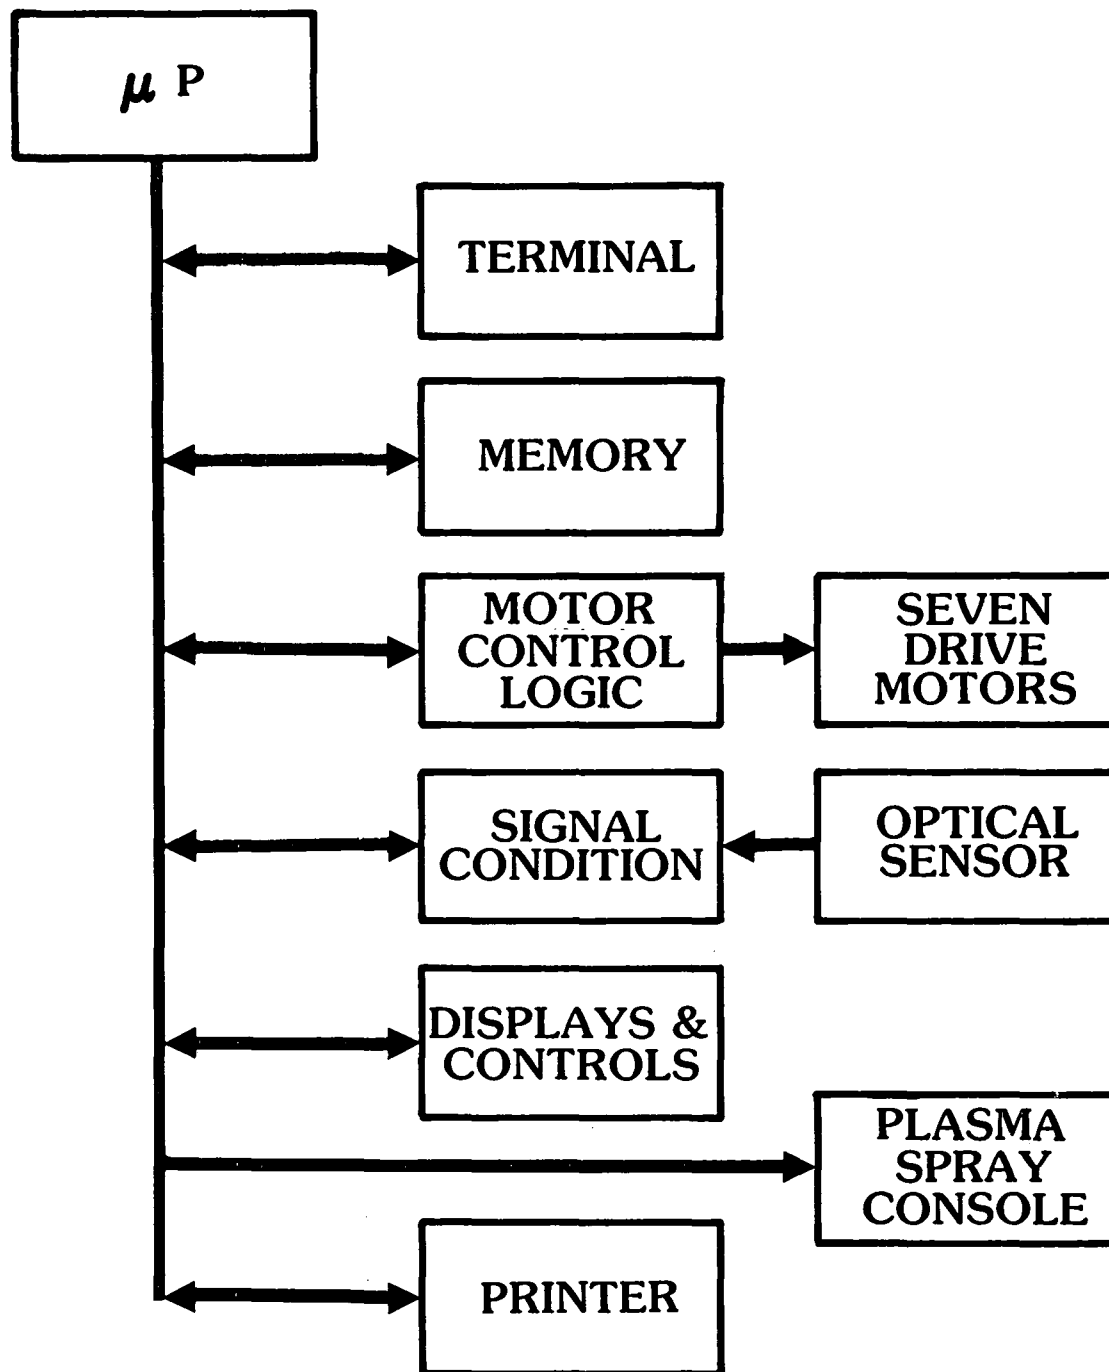 μ P
TERMINAL
MEMORY
MOTOR
CONTROL
LOGIC
SEVEN
DRIVE
MOTORS
SIGNAL
CONDITION
OPTICAL
SENSOR
DISPLAYS &
CONTROLS
PLASMA
SPRAY
CONSOLE
PRINTER